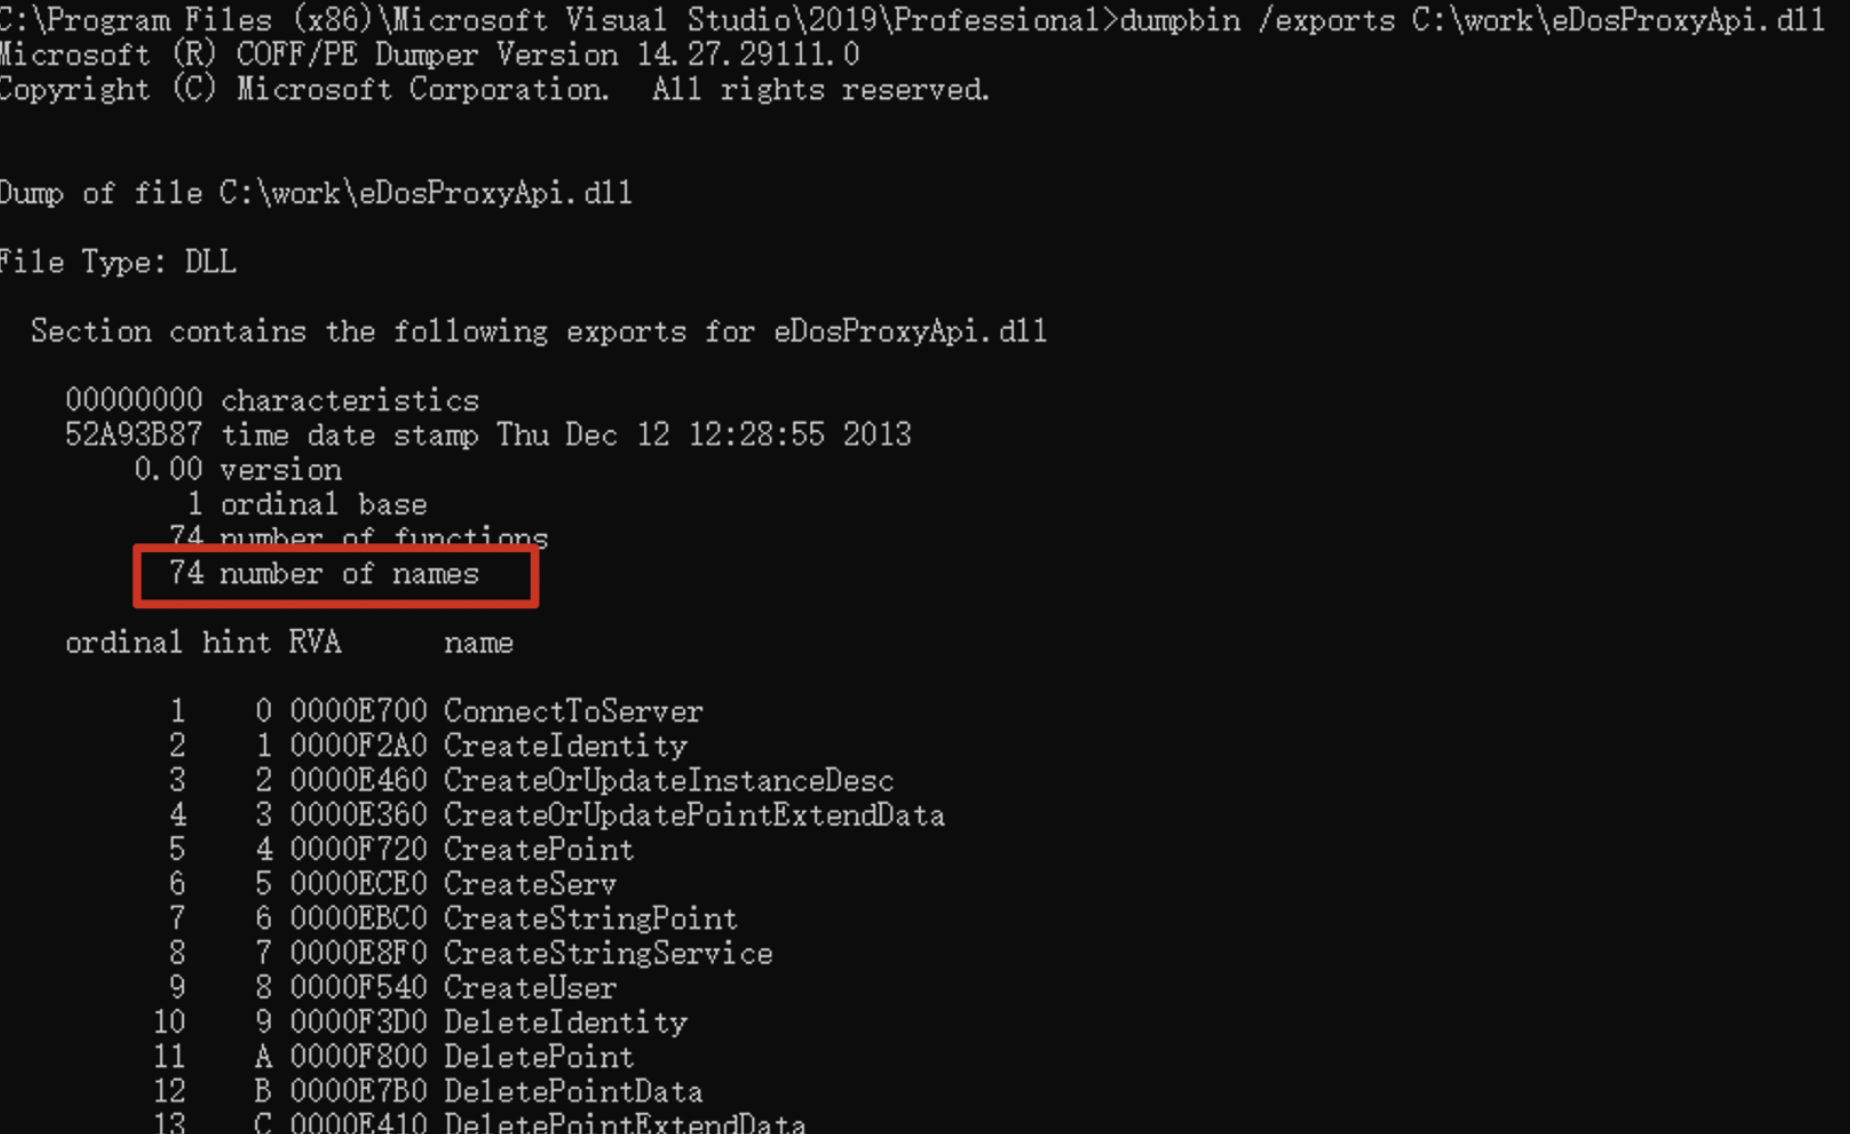 C:\Program Files (x86)\Microsoft Visual Studio\2019\Professional>dumpbin /exports C:\work\eDosProxyApi.dll
Microsoft (R) COFF/PE Dumper Version 14.27.29111.0
Copyright (C) Microsoft Corporation.  All rights reserved.
Dump of file C:\work\eDosProxyApi.dll
File Type: DLL
Section contains the following exports for eDosProxyApi.dll
00000000 characteristics
52A93B87 time date stamp Thu Dec 12 12:28:55 2013
0.00 version
1 ordinal base
74 number of functions
74 number of names
ordinal hint RVA      name
1    0 0000E700 ConnectToServer
2    1 0000F2A0 CreateIdentity
3    2 0000E460 CreateOrUpdateInstanceDesc
4    3 0000E360 CreateOrUpdatePointExtendData
5    4 0000F720 CreatePoint
6    5 0000ECE0 CreateServ
7    6 0000EBC0 CreateStringPoint
8    7 0000E8F0 CreateStringService
9    8 0000F540 CreateUser
10    9 0000F3D0 DeleteIdentity
11    A 0000F800 DeletePoint
12    B 0000E7B0 DeletePointData
13    C 0000E410 DeletePointExtendData